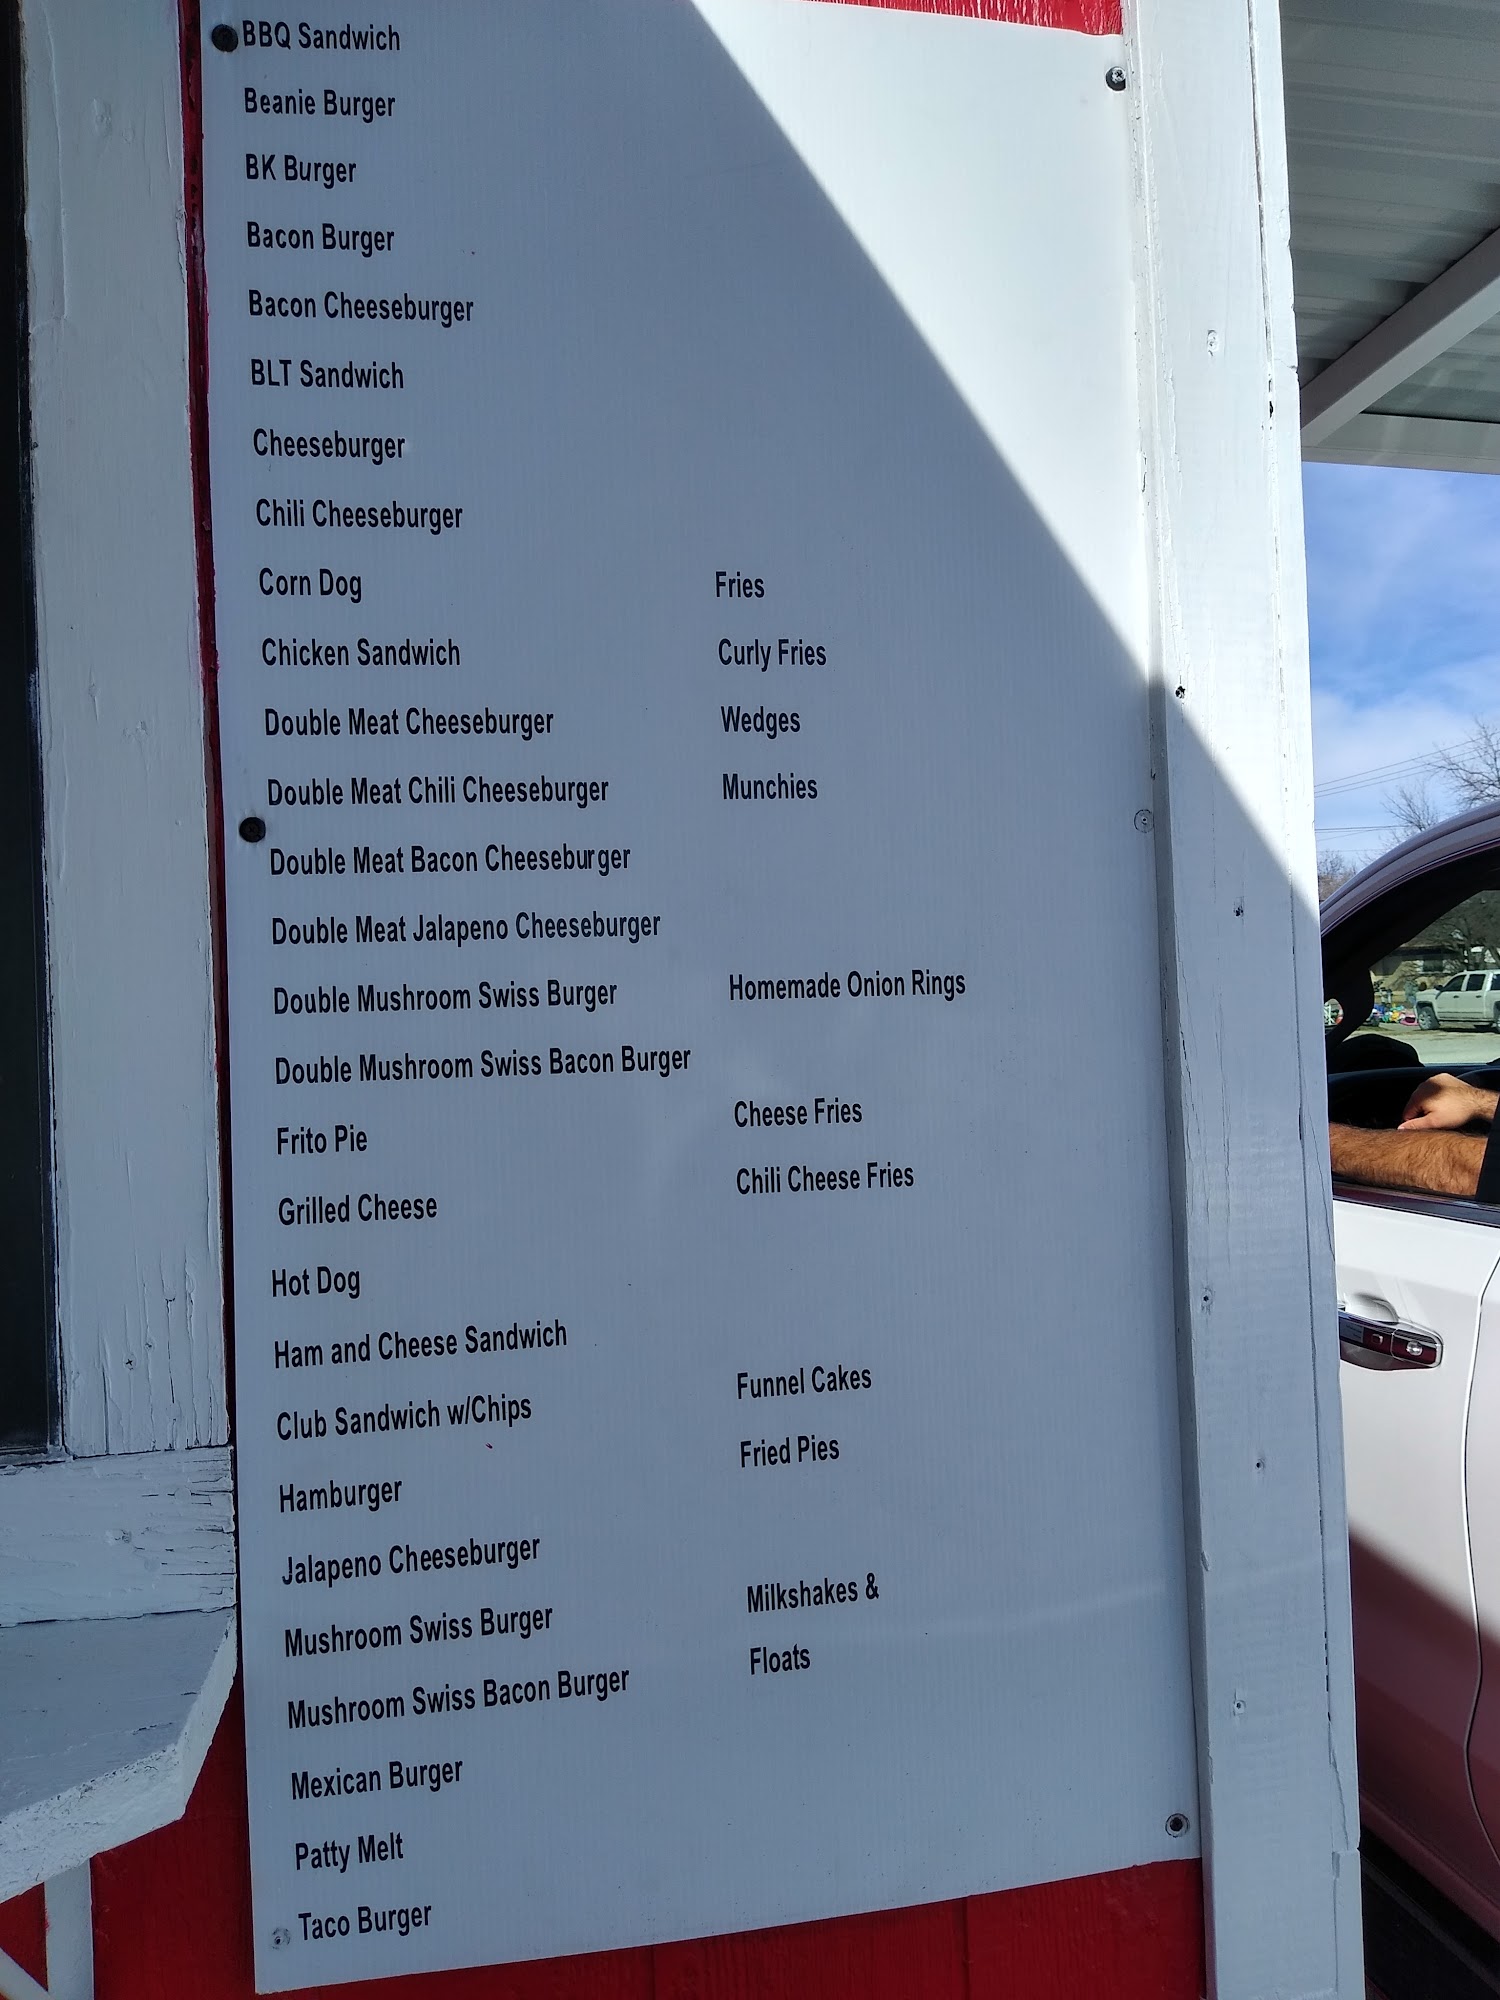 BBQ Sandwich
Beanie Burger
BK Burger
Bacon Burger
Bacon Cheeseburger
BLT Sandwich
Cheeseburger
Chili Cheeseburger
Corn Dog
Chicken Sandwich
Double Meat Cheeseburger
Double Meat Chili Cheeseburger
Double Meat Bacon Cheeseburger
Double Meat Jalapeno Cheeseburger
Double Mushroom Swiss Burger
Double Mushroom Swiss Bacon Burger
Frito Pie
Grilled Cheese
Hot Dog
Ham and Cheese Sandwich
Club Sandwich w/Chips
Hamburger
Jalapeno Cheeseburger
Mushroom Swiss Burger
Mushroom Swiss Bacon Burger
Mexican Burger
Patty Melt
Taco Burger
Fries
Curly Fries
Wedges
Munchies
Homemade Onion Rings
Cheese Fries
Chili Cheese Fries
Funnel Cakes
Fried Pies
Milkshakes &
Floats